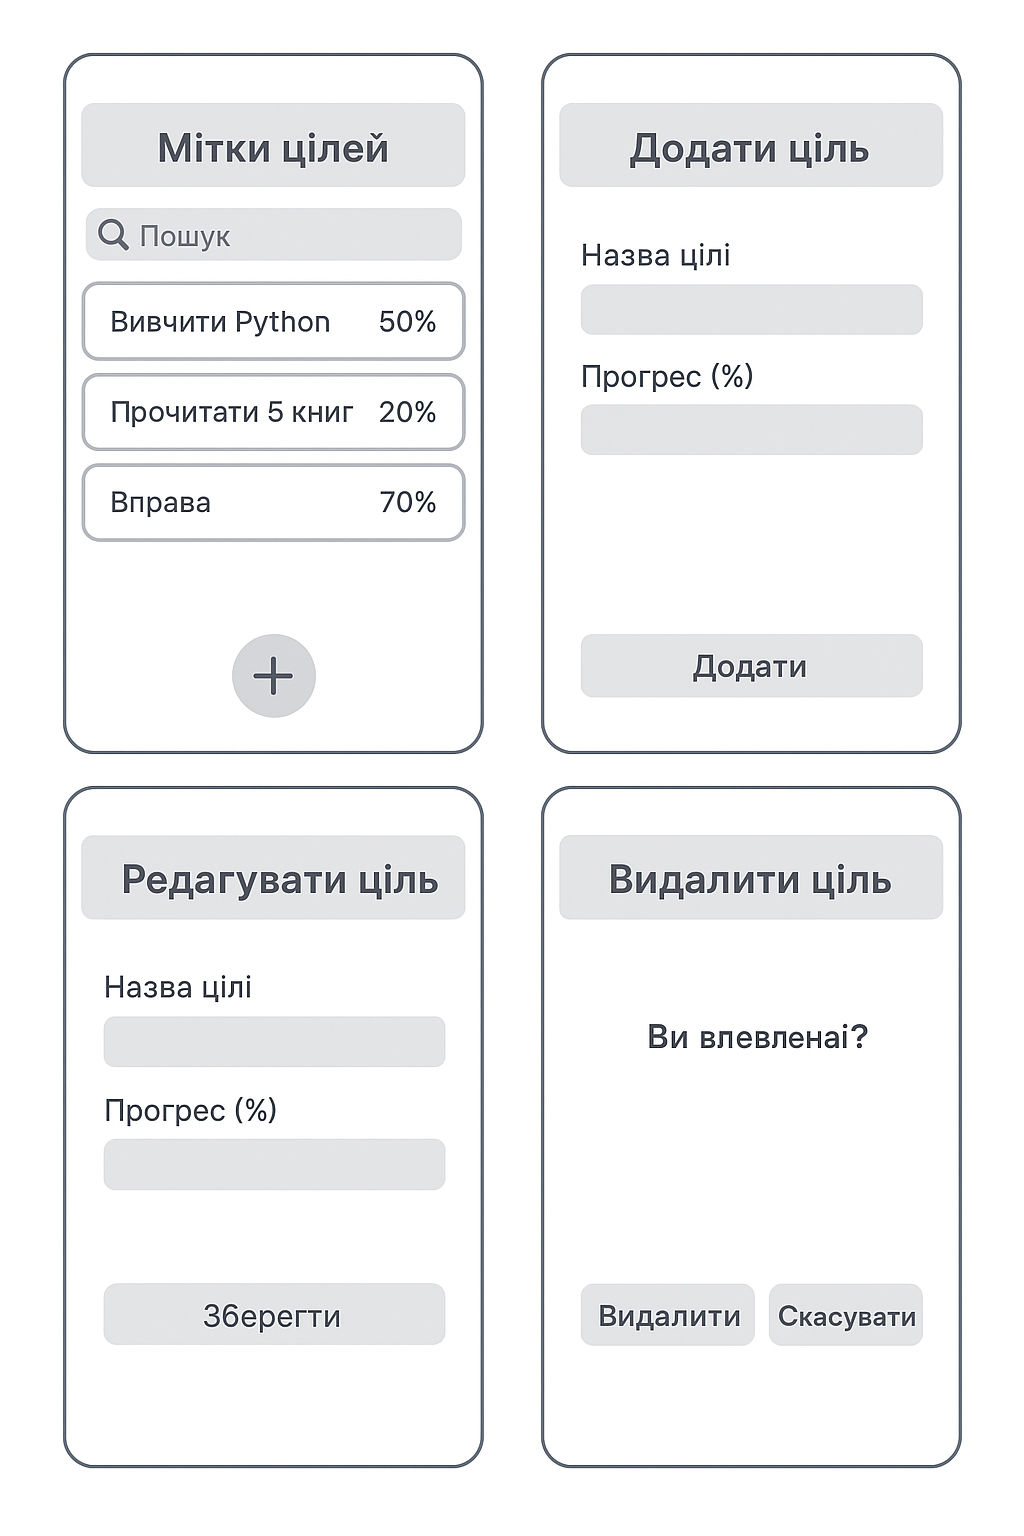 Мітки цілей
Пошук
Вивчити Python 50%
Прочитати 5 книг 20%
Вправа 70%
Додати ціль
Назва цілі
Прогрес (%)
Додати
Редагувати ціль
Назва цілі
Прогрес (%)
Зберегти
Видалити ціль
Ви влевленаі?
Видалити Скасувати